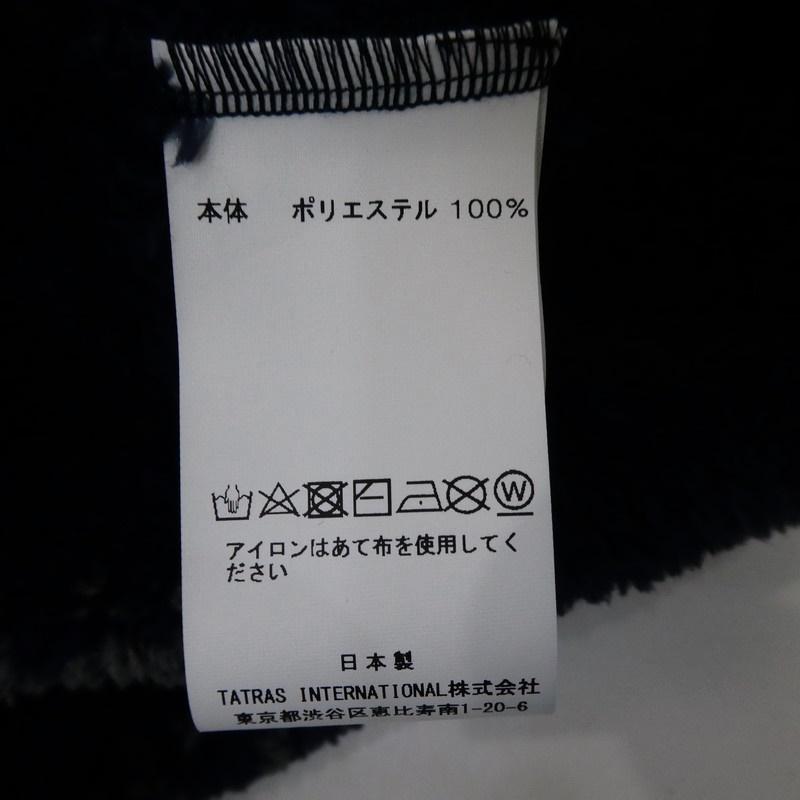 本体 ポリエステル 100%
W
アイロンはあて布を使用してく
ださい
日本製
TATRAS INTERNATIONAL株式会社
東京都渋谷区恵比寿南1-20-6